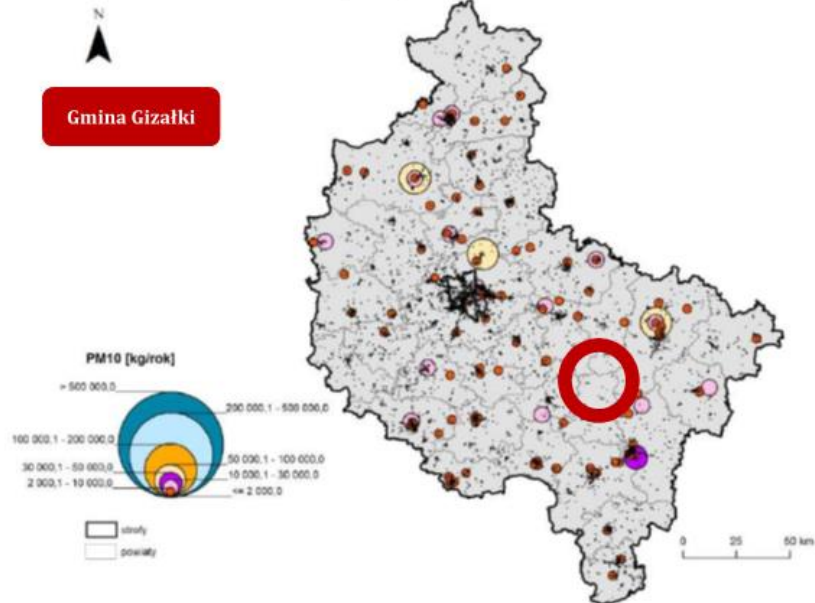 N
Gmina Gizałki
PM10 [kg/rok]
> 500 000,0
200 000,1 - 500 000,0
100 000,1 - 200 000,0
50 000,1 - 100 000,0
30 000,1 - 50 000,0
10 000,1 - 30 000,0
2 000,1 - 10 000,0
<= 2 000,0
strefy
powiaty
0 25 50 km